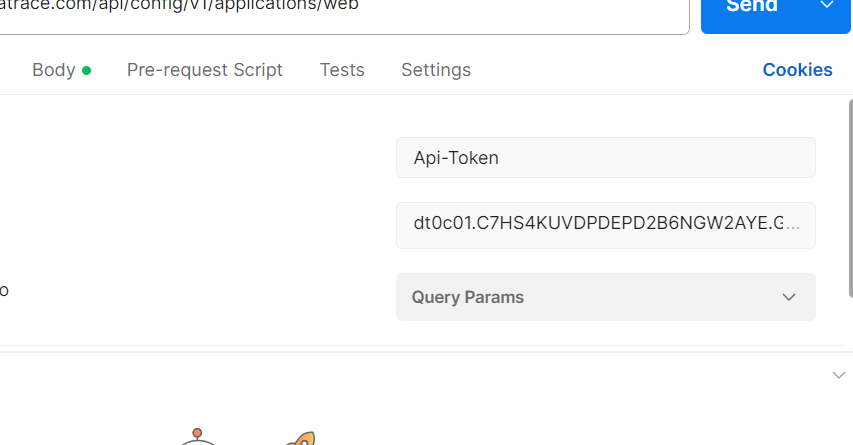 atrace.com/api/config/v1/applications/web
Send
Body
Pre-request Script
Tests
Settings
Cookies
Api-Token
dt0c01.C7HS4KUVDPDEPD2B6NGW2AYE.G...
o
Query Params